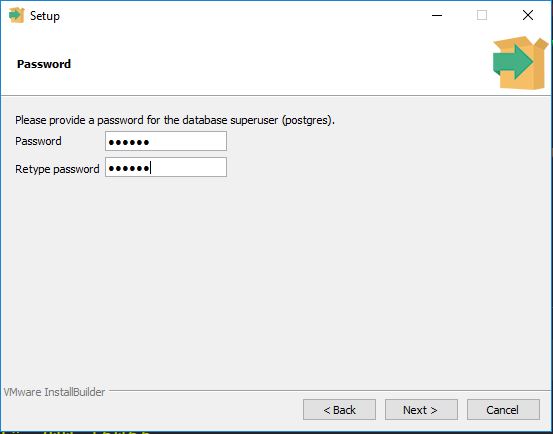 Setup
Password
Please provide a password for the database superuser (postgres).
Password ●●●●●●
Retype password ●●●●●●
VMware InstallBuilder
< Back Next > Cancel